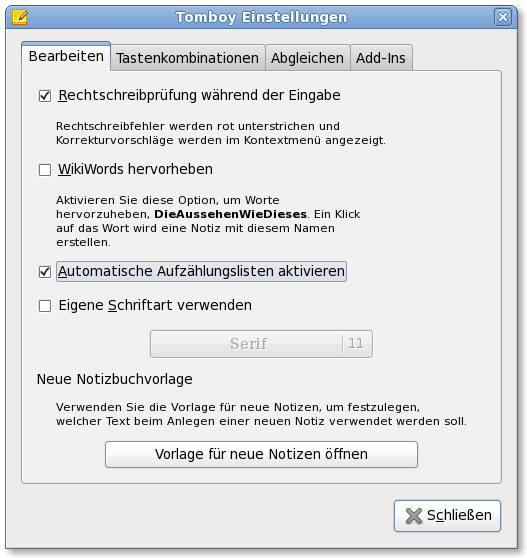 Tomboy Einstellungen
Bearbeiten Tastenkombinationen Abgleichen Add-Ins
Rechtschreibprüfung während der Eingabe
Rechtschreibfehler werden rot unterstrichen und
Korrekturvorschläge werden im Kontextmenü angezeigt.
WikiWords hervorheben
Aktivieren Sie diese Option, um Worte
hervorzuheben, DieAussehenWieDieses. Ein Klick
auf das Wort wird eine Notiz mit diesem Namen
erstellen.
Automatische Aufzählungslisten aktivieren
Eigene Schriftart verwenden
Serif 11
Neue Notizbuchvorlage
Verwenden Sie die Vorlage für neue Notizen, um festzulegen,
welcher Text beim Anlegen einer neuen Notiz verwendet werden soll.
Vorlage für neue Notizen öffnen
Schließen